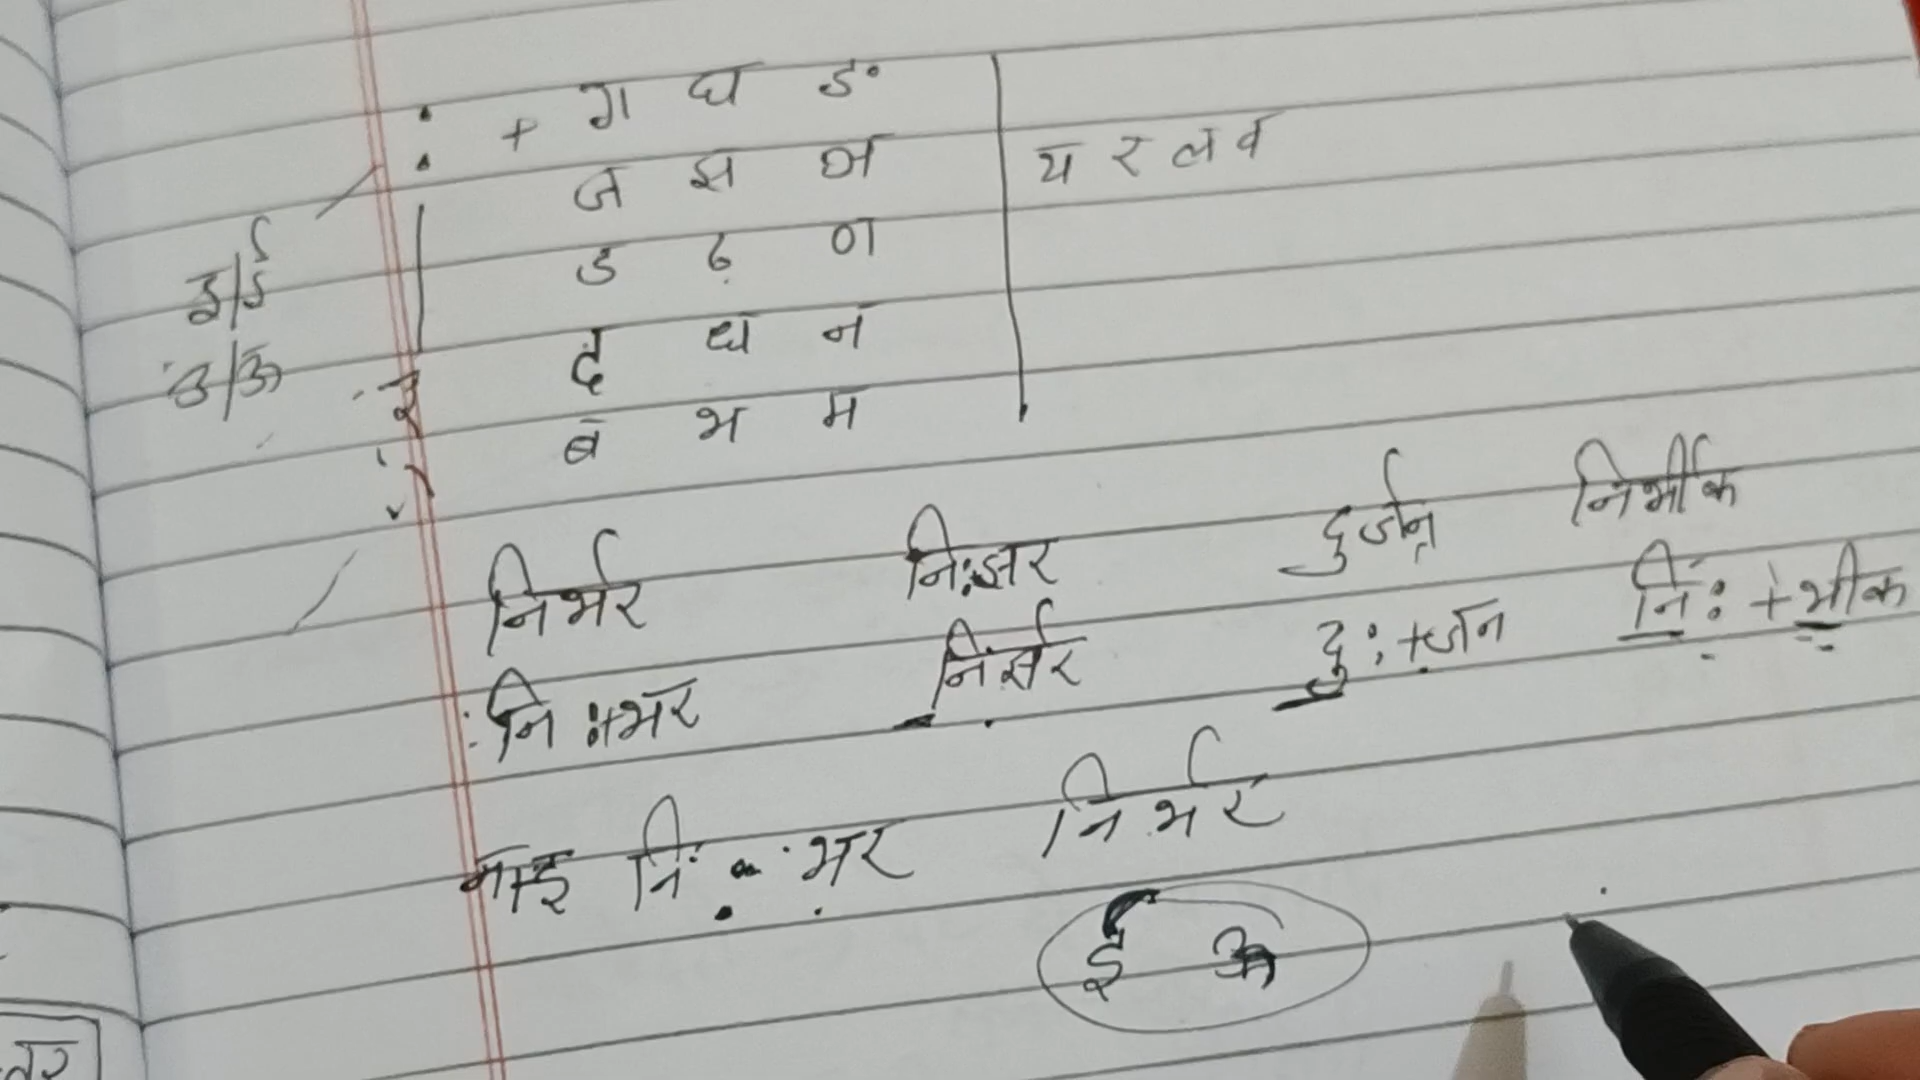 : + ग घ ङ
ज झ ञ | य र ल व
ड ढ़ ण
इ/ई
द ध न
उ/ऊ
ब भ म
निर्भर निःझर दुर्जन निर्भीक
नि :+भर निर्झर दु:+जन नि: +भीक
न+इ नि : भर निर्भर
ई ऊ